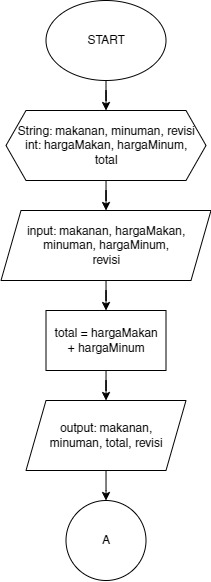 START
String: makanan, minuman, revisi
int: hargaMakan, hargaMinum,
total
input: makanan, hargaMakan,
minuman, hargaMinum,
revisi
total = hargaMakan
+ hargaMinum
output: makanan,
minuman, total, revisi
A